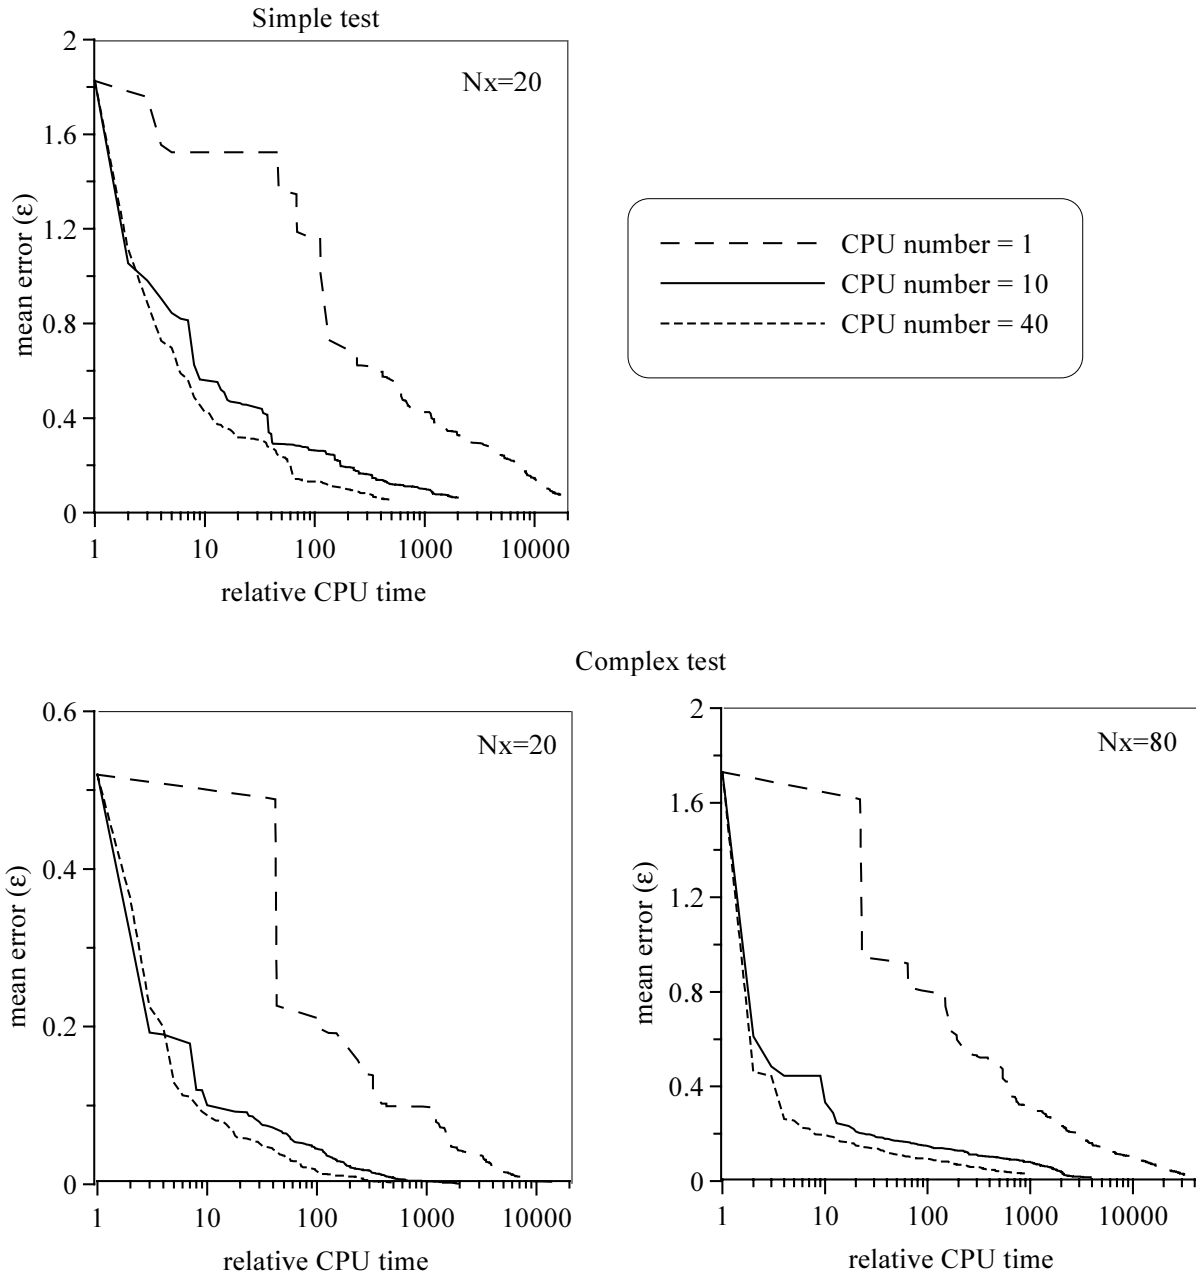 Simple test
2
1.6
1.2
0.8
0.4
0
mean error (ε)
Nx=20
1 10 100 1000 10000
relative CPU time
CPU number = 1
CPU number = 10
CPU number = 40
Complex test
0.6
0.4
0.2
0
mean error (ε)
Nx=20
1 10 100 1000 10000
relative CPU time
2
1.6
1.2
0.8
0.4
0
mean error (ε)
Nx=80
1 10 100 1000 10000
relative CPU time